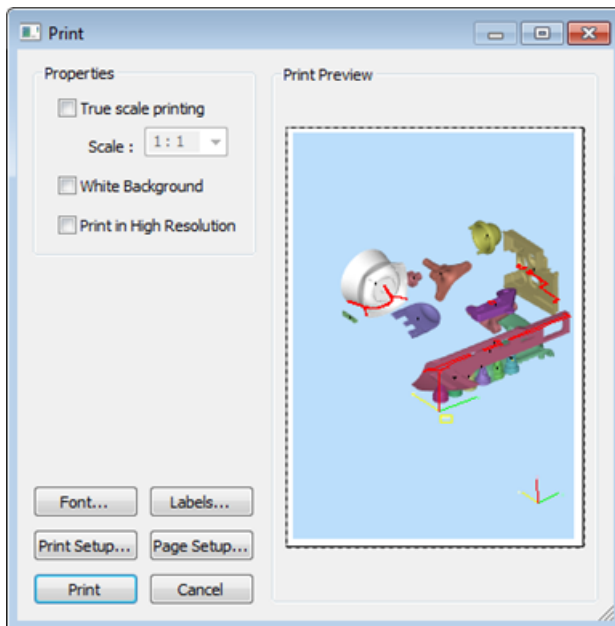 Print
Properties
True scale printing
Scale : 1 : 1
White Background
Print in High Resolution
Print Preview
Font... Labels...
Print Setup... Page Setup...
Print Cancel